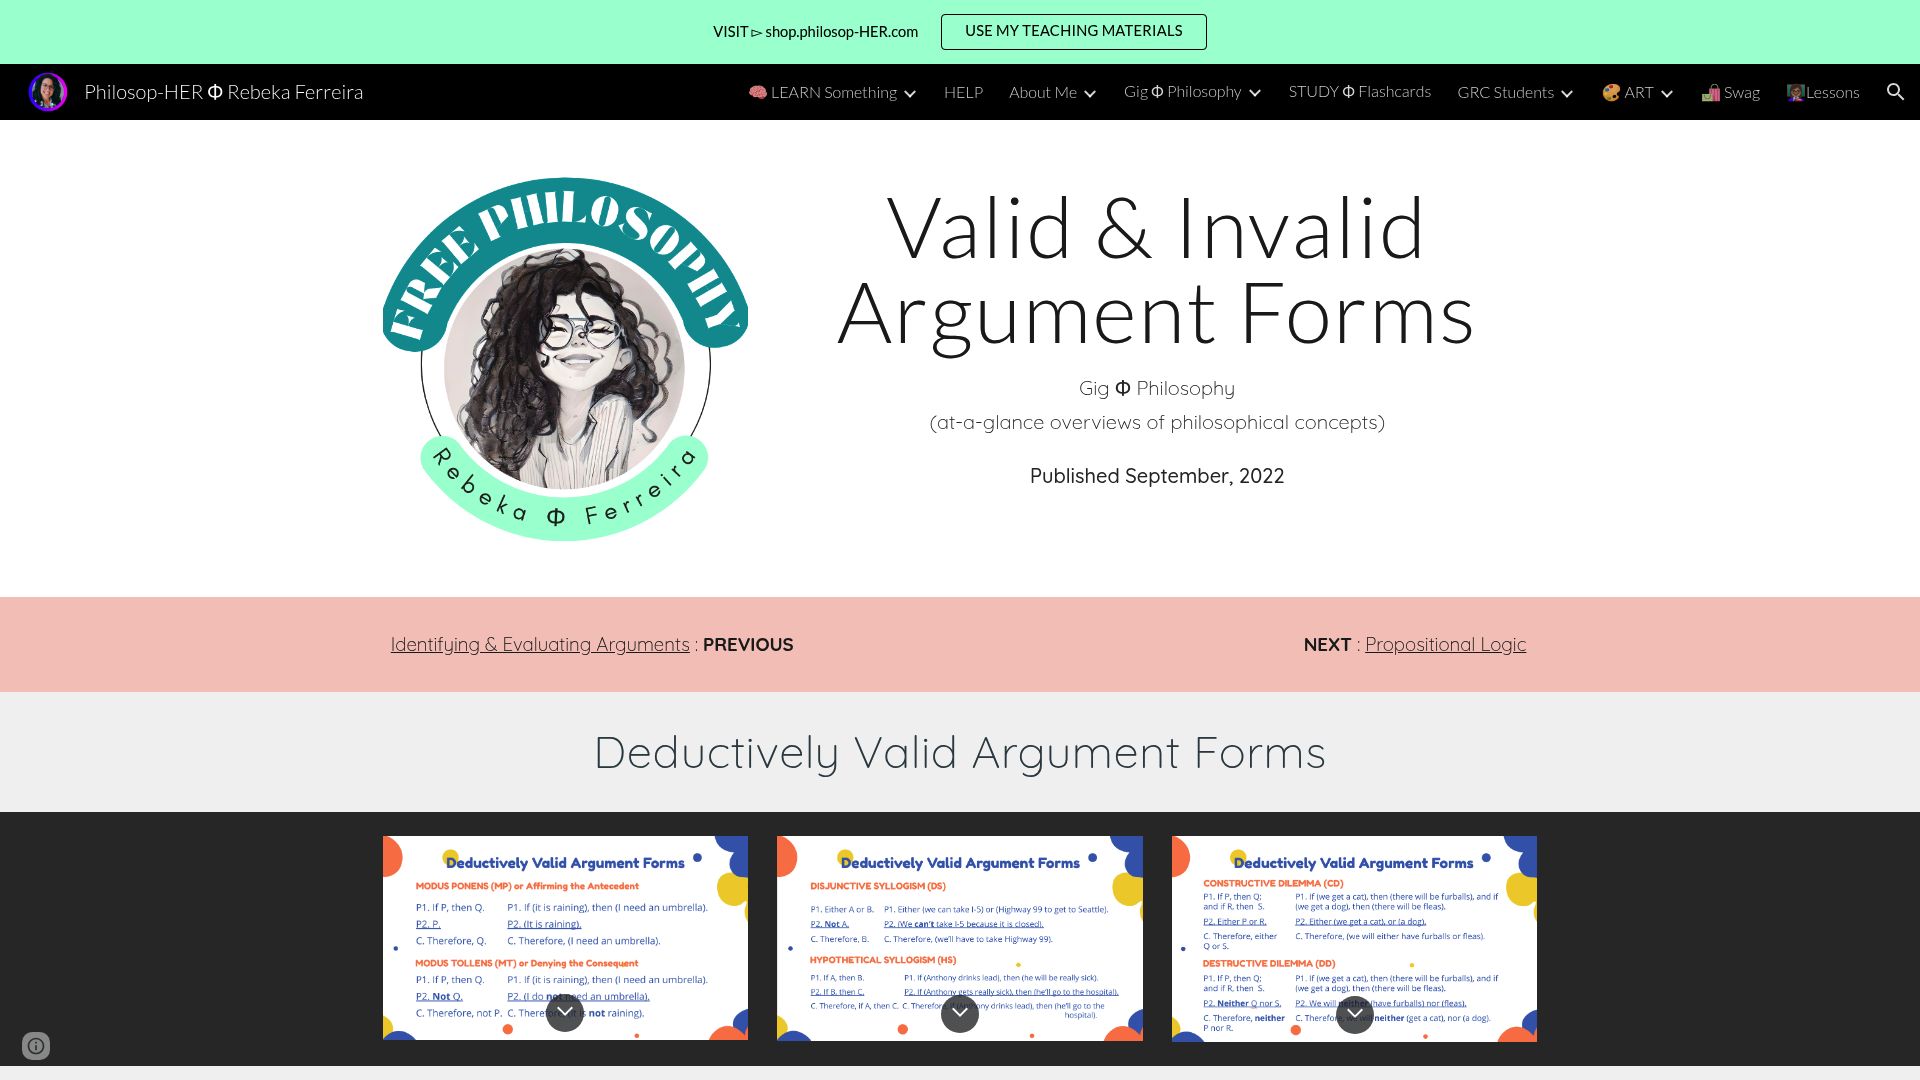 VISIT ▻ shop.philosop-HER.com
USE MY TEACHING MATERIALS
Philosop-HER Φ Rebeka Ferreira
🧠 LEARN Something
HELP
About Me
Gig Φ Philosophy
STUDY Φ Flashcards
GRC Students
🎨 ART
🛍️ Swag
👩🏽‍🏫Lessons
FREE PHILOSOPHY
Rebeka Φ Ferreira
Valid & Invalid
Argument Forms
Gig Φ Philosophy
(at-a-glance overviews of philosophical concepts)
Published September, 2022
Identifying & Evaluating Arguments : PREVIOUS
NEXT : Propositional Logic
Deductively Valid Argument Forms
Deductively Valid Argument Forms
MODUS PONENS (MP) or Affirming the Antecedent
P1. If P, then Q. P1. If (it is raining), then (I need an umbrella).
P2. P. P2. (It is raining).
C. Therefore, Q. C. Therefore, (I need an umbrella).
MODUS TOLLENS (MT) or Denying the Consequent
P1. If P, then Q. P1. If (it is raining), then (I need an umbrella).
P2. Not Q. P2. (I do not need an umbrella).
C. Therefore, not P. C. Therefore, (it is not raining).
Deductively Valid Argument Forms
DISJUNCTIVE SYLLOGISM (DS)
P1. Either A or B. P1. Either (we can take I-5) or (Highway 99 to get to Seattle).
P2. Not A. P2. (We can't take I-5 because it is closed).
C. Therefore, B. C. Therefore, (we'll have to take Highway 99).
HYPOTHETICAL SYLLOGISM (HS)
P1. If A, then B. P1. If (Anthony drinks lead), then (he will be really sick).
P2. If B, then C. P2. If (Anthony gets really sick), then (he'll go to the hospital).
C. Therefore, if A, then C. C. Therefore, if (Anthony drinks lead), then (he'll go to the
hospital).
Deductively Valid Argument Forms
CONSTRUCTIVE DILEMMA (CD)
P1. If P, then Q; P1. If (we get a cat), then (there will be furballs), and if
and if R, then S. (we get a dog), then (there will be fleas).
P2. Either P or R. P2. Either (we get a cat), or (a dog).
C. Therefore, either C. Therefore, (we will either have furballs or fleas).
Q or S.
DESTRUCTIVE DILEMMA (DD)
P1. If P, then Q; P1. If (we get a cat), then (there will be furballs), and if
and if R, then S. (we get a dog), then (there will be fleas).
P2. Neither Q nor S. P2. We will neither (have furballs) nor (fleas).
C. Therefore, neither C. Therefore, we will neither (get a cat), nor (a dog).
P nor R.